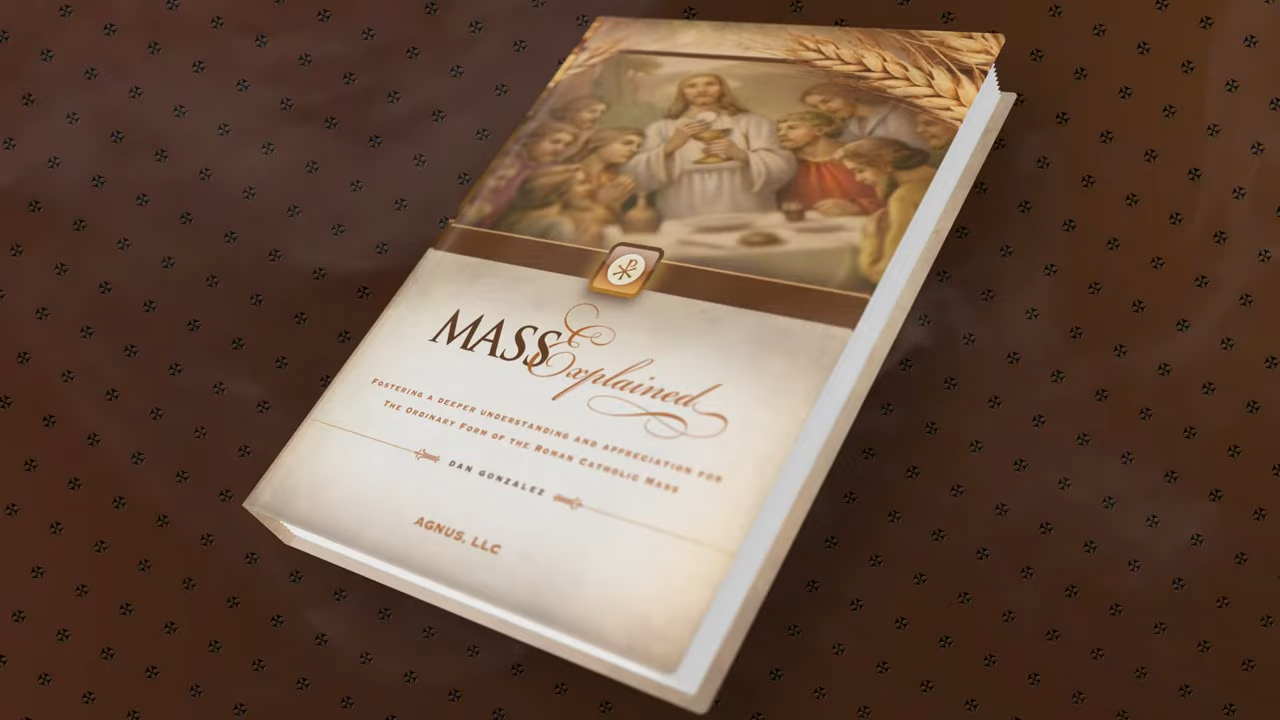 MASS Explained
FOSTERING A DEEPER UNDERSTANDING AND APPRECIATION FOR
THE ORDINARY FORM OF THE ROMAN CATHOLIC MASS
DAN GONZALEZ
AGNUS, LLC